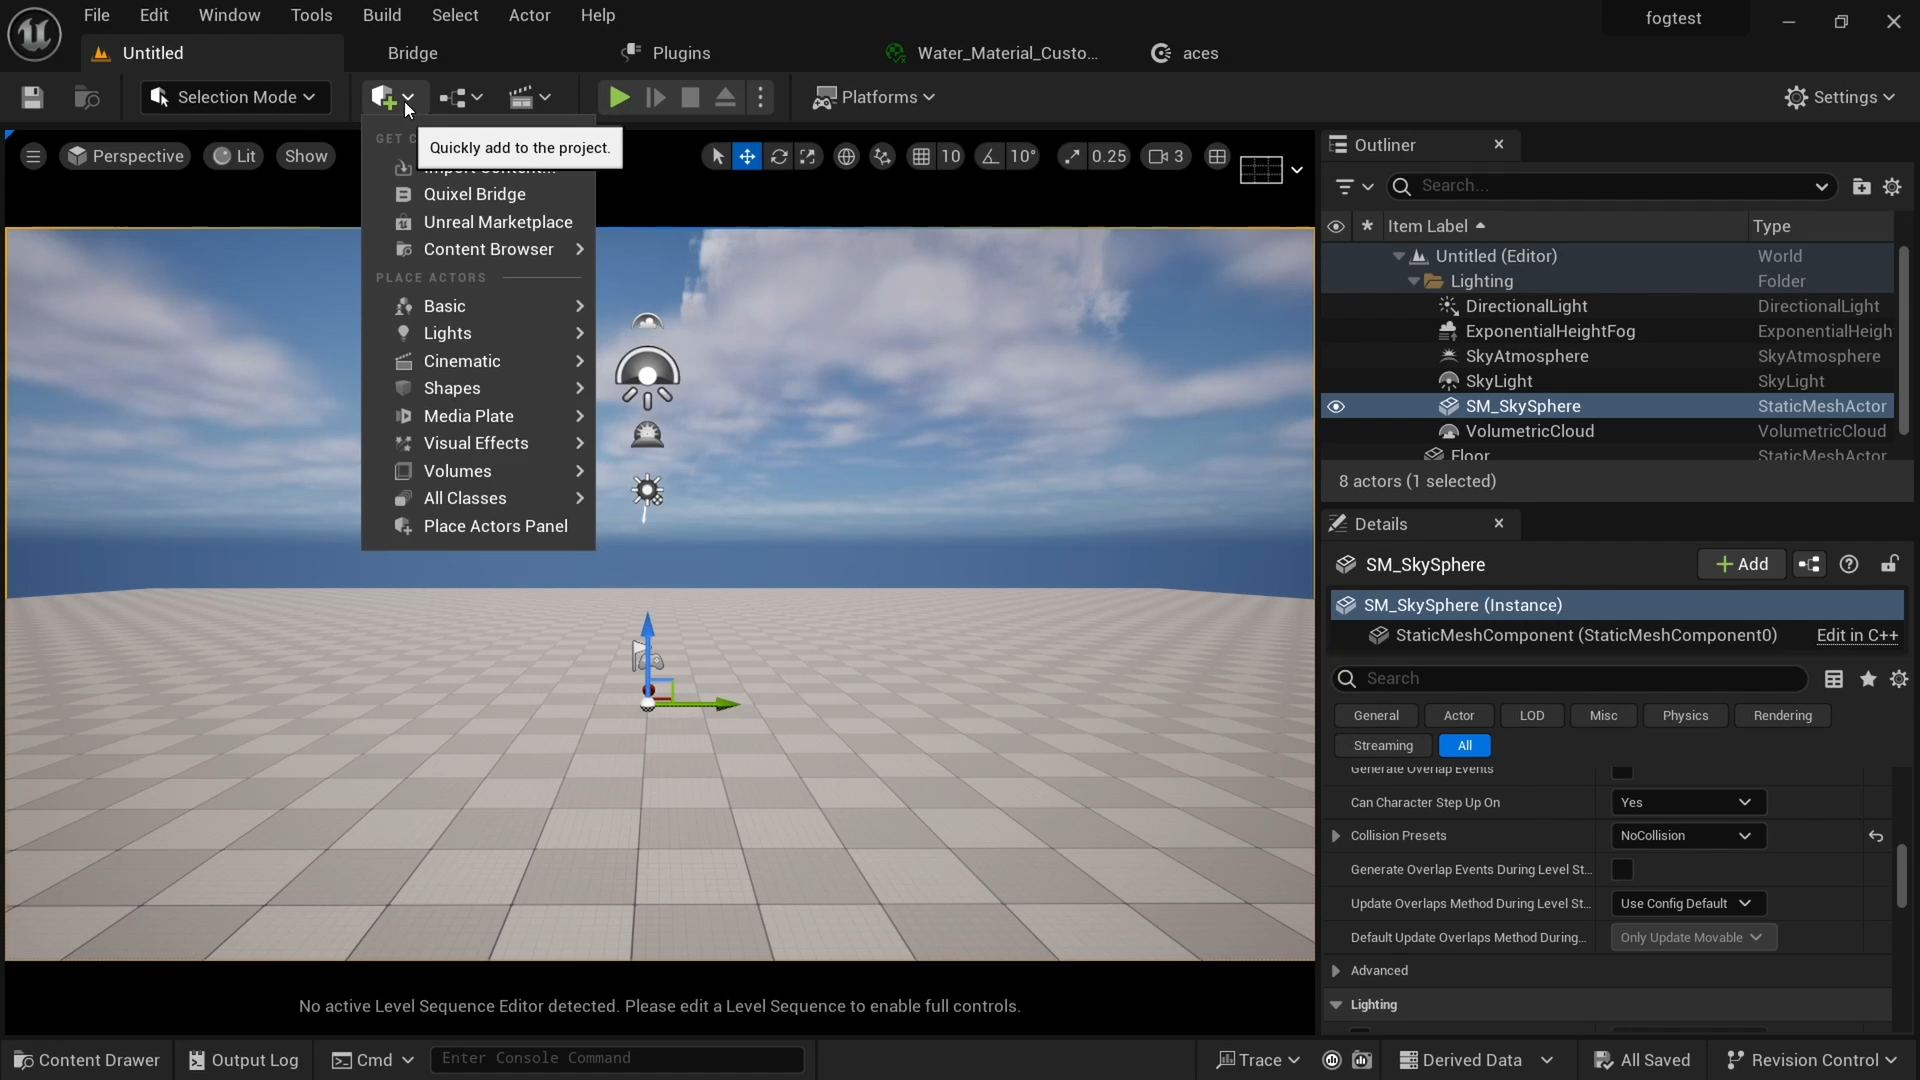 File Edit Window Tools Build Select Actor Help
fogtest
Untitled
Bridge
Plugins
Water_Material_Custo...
aces
Selection Mode
Platforms
Settings
GET C
Quickly add to the project.
Import Content...
Quixel Bridge
Unreal Marketplace
Content Browser
PLACE ACTORS
Basic
Lights
Cinematic
Shapes
Media Plate
Visual Effects
Volumes
All Classes
Place Actors Panel
Perspective
Lit
Show
10
10°
0.25
3
No active Level Sequence Editor detected. Please edit a Level Sequence to enable full controls.
Outliner
Search...
Item Label Type
Untitled (Editor) World
Lighting Folder
DirectionalLight DirectionalLight
ExponentialHeightFog ExponentialHeigh
SkyAtmosphere SkyAtmosphere
SkyLight SkyLight
SM_SkySphere StaticMeshActor
VolumetricCloud VolumetricCloud
Floor StaticMeshActor
8 actors (1 selected)
Details
SM_SkySphere
Add
SM_SkySphere (Instance)
StaticMeshComponent (StaticMeshComponent0) Edit in C++
Search
General Actor LOD Misc Physics Rendering
Streaming All
Generate Overlap Events
Can Character Step Up On Yes
Collision Presets NoCollision
Generate Overlap Events During Level St...
Update Overlaps Method During Level St... Use Config Default
Default Update Overlaps Method During... Only Update Movable
Advanced
Lighting
Content Drawer
Output Log
Cmd
Enter Console Command
Trace
Derived Data
All Saved
Revision Control